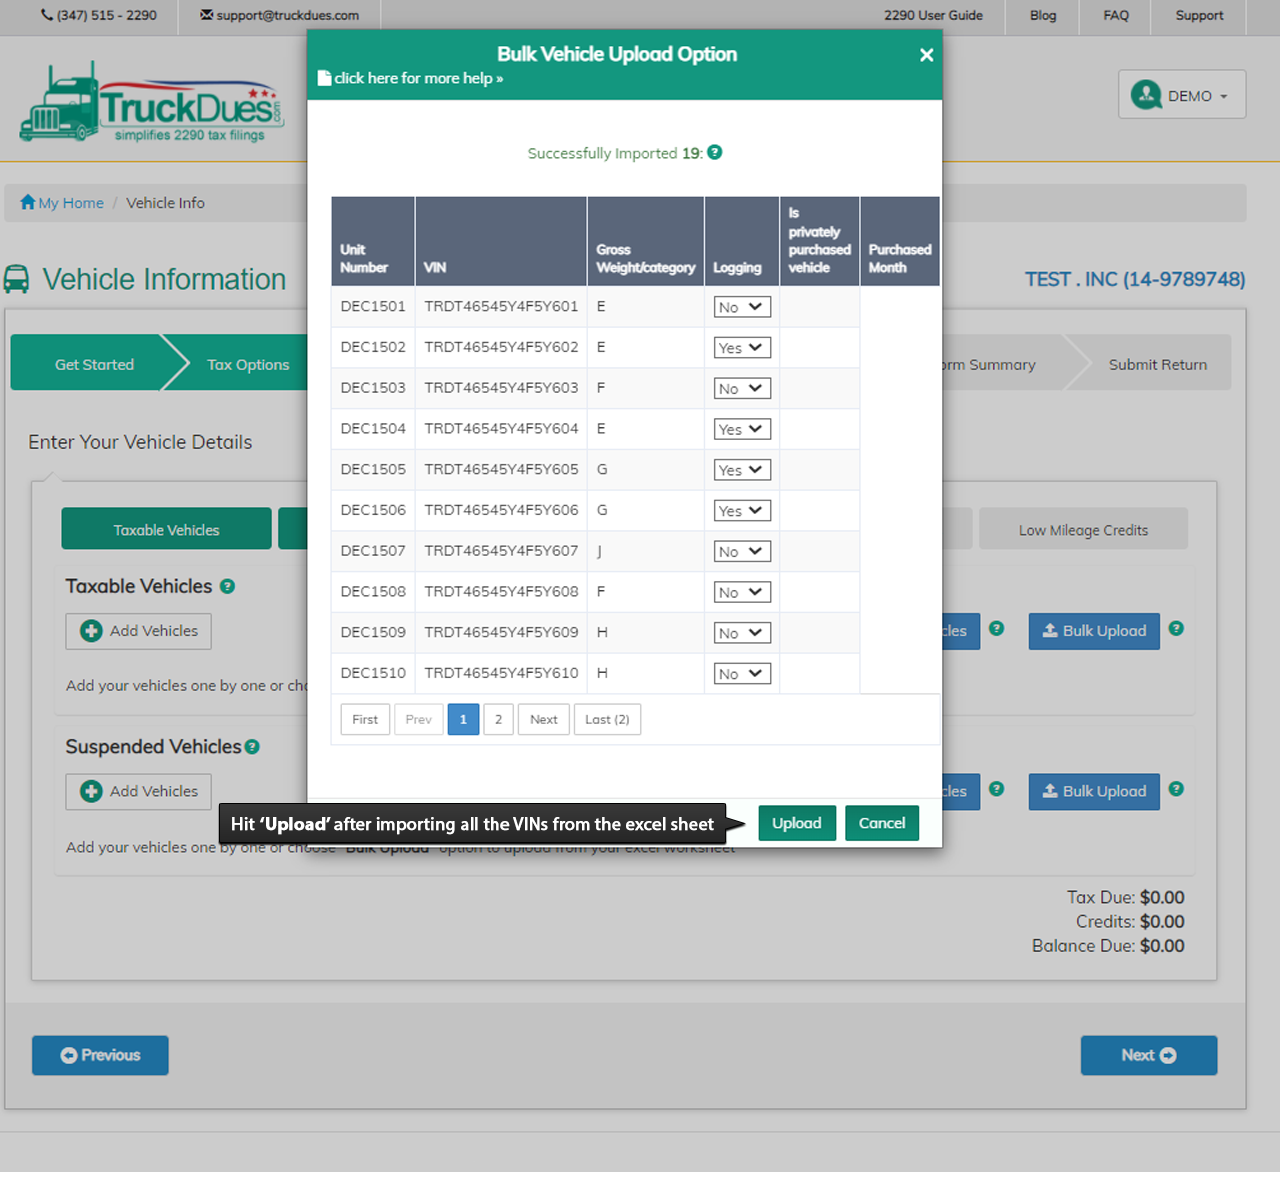 (347) 515 - 2290
support@truckdues.com
2290 User Guide
Blog
FAQ
Support
Bulk Vehicle Upload Option
click here for more help »
TruckDues.com
simplifies 2290 tax filings
DEMO
Successfully Imported 19:
My Home / Vehicle Info
Vehicle Information
TEST . INC (14-9789748)
Get Started
Tax Options
orm Summary
Submit Return
Unit Number
VIN
Gross Weight/category
Logging
Is privately purchased vehicle
Purchased Month
DEC1501 TRDT46545Y4F5Y601 E No
DEC1502 TRDT46545Y4F5Y602 E Yes
DEC1503 TRDT46545Y4F5Y603 F No
DEC1504 TRDT46545Y4F5Y604 E Yes
DEC1505 TRDT46545Y4F5Y605 G Yes
DEC1506 TRDT46545Y4F5Y606 G Yes
DEC1507 TRDT46545Y4F5Y607 J No
DEC1508 TRDT46545Y4F5Y608 F No
DEC1509 TRDT46545Y4F5Y609 H No
DEC1510 TRDT46545Y4F5Y610 H No
First Prev 1 2 Next Last (2)
Hit ‘Upload’ after importing all the VINs from the excel sheet
Upload
Cancel
Enter Your Vehicle Details
Taxable Vehicles
Low Mileage Credits
Taxable Vehicles
Add Vehicles
cles
Bulk Upload
Add your vehicles one by one or cho
Suspended Vehicles
Add Vehicles
cles
Bulk Upload
Add your vehicles one by one or choose "Bulk Upload" option to upload from your excel worksheet
Tax Due: $0.00
Credits: $0.00
Balance Due: $0.00
Previous
Next